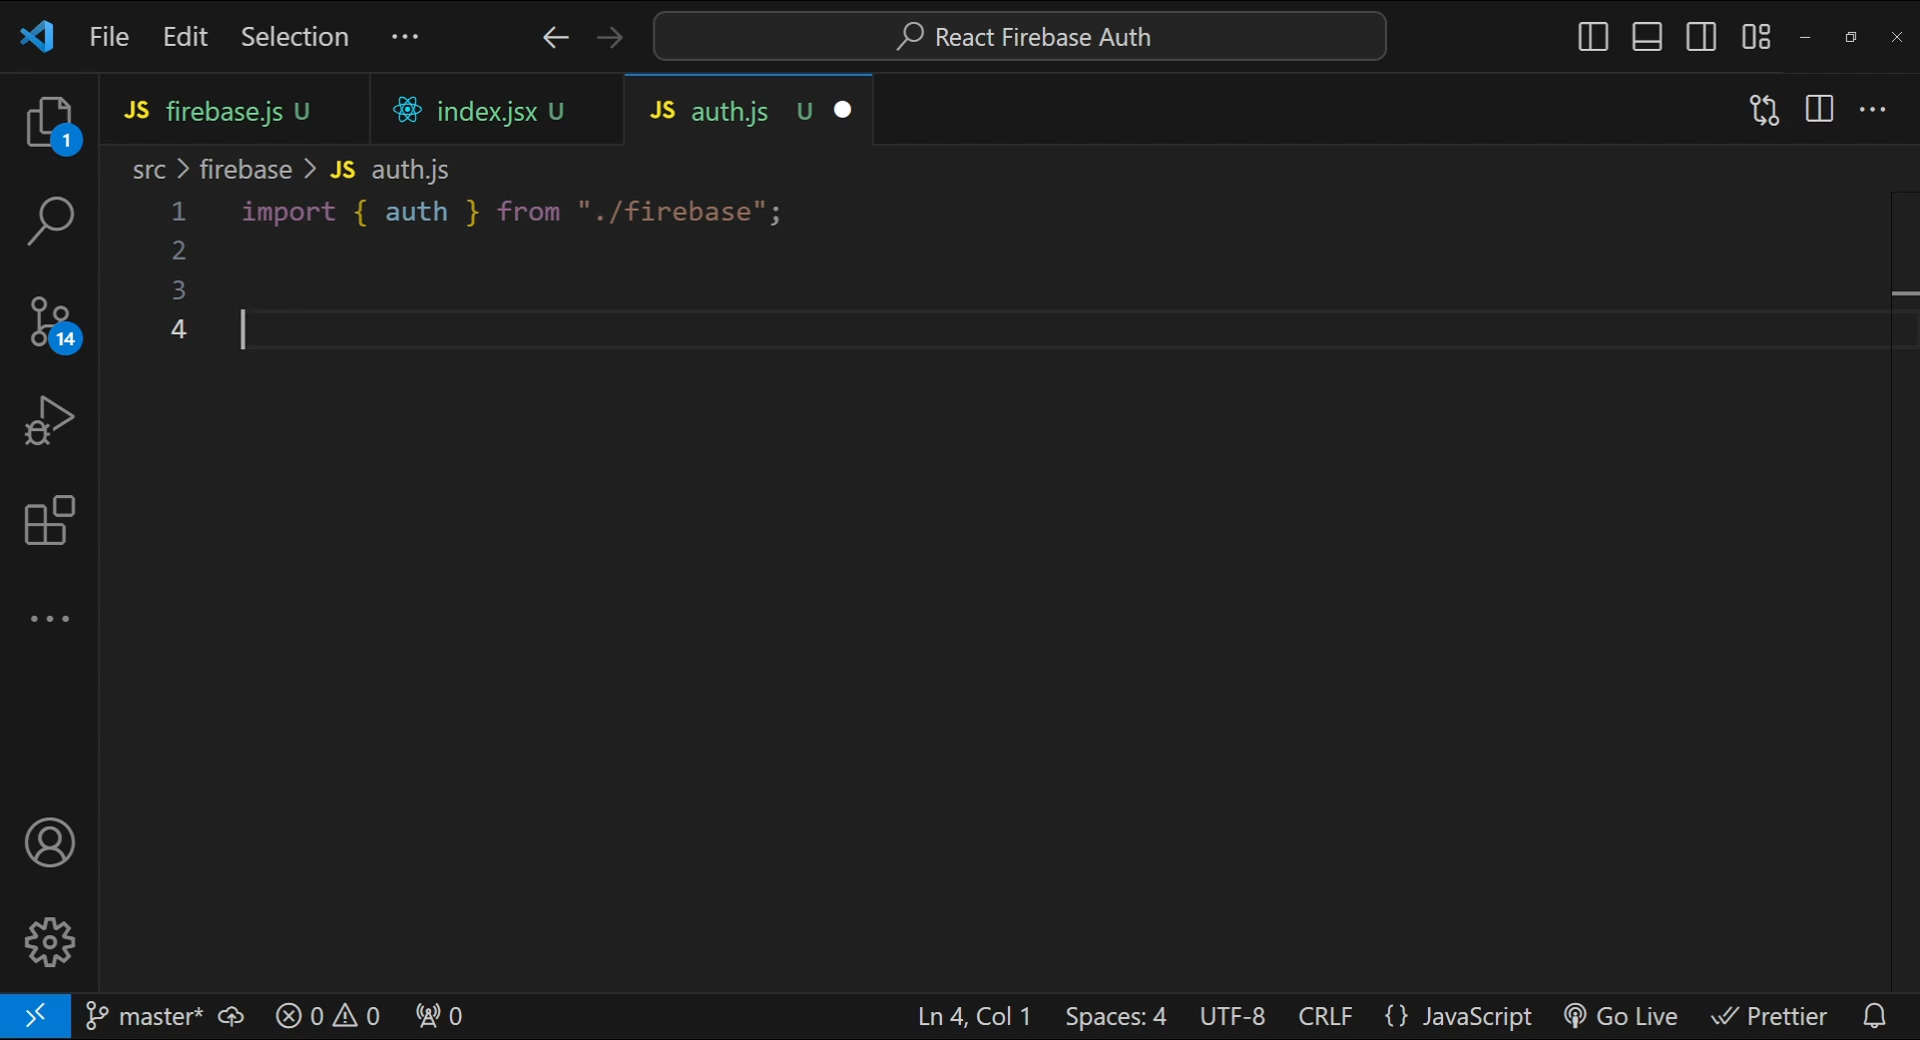 File Edit Selection ··· React Firebase Auth
JS firebase.js U index.jsx U JS auth.js U
1
src > firebase > JS auth.js
1 import { auth } from "./firebase";
2
3
4
14
master* 0 0 0 Ln 4, Col 1 Spaces: 4 UTF-8 CRLF {} JavaScript Go Live Prettier